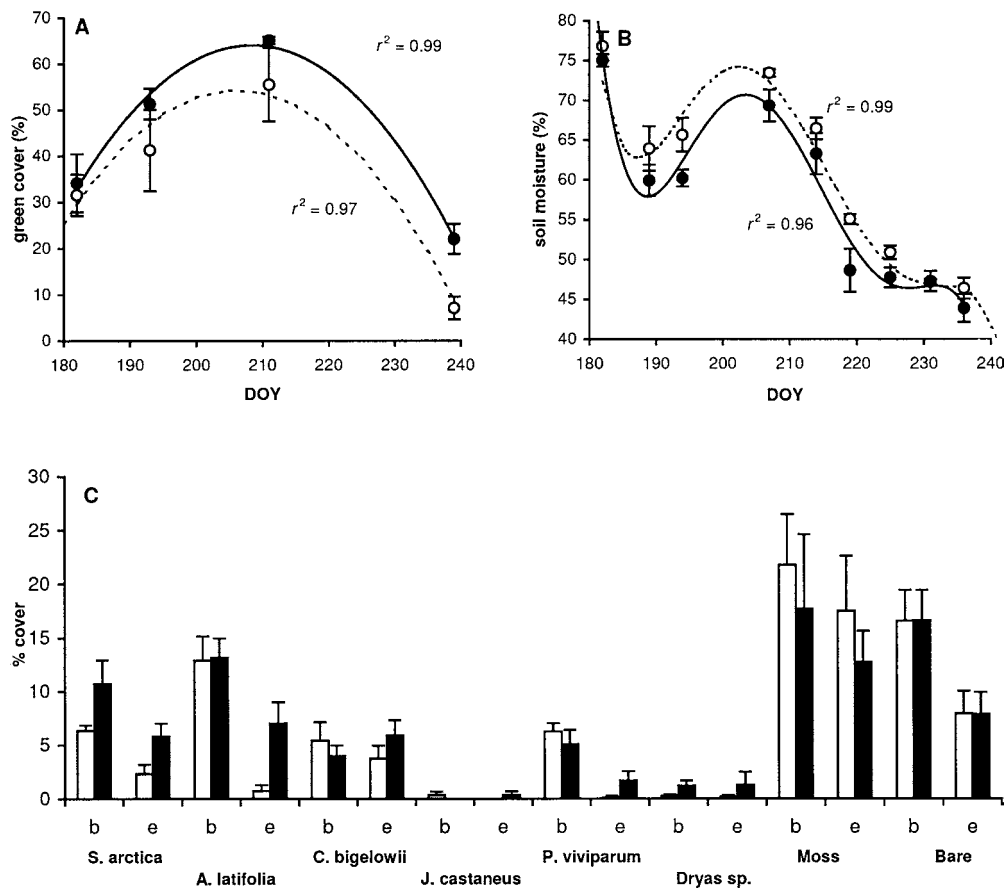 A
r² = 0.99
r² = 0.97
green cover (%)
70
60
50
40
30
20
10
0
180 190 200 210 220 230 240
DOY
B
r² = 0.99
r² = 0.96
soil moisture (%)
80
75
70
65
60
55
50
45
40
180 190 200 210 220 230 240
DOY
C
% cover
30
25
20
15
10
5
0
b e b e b e b e b e b e b e b e
S. arctica C. bigelowii P. viviparum Moss Bare
A. latifolia J. castaneus Dryas sp.